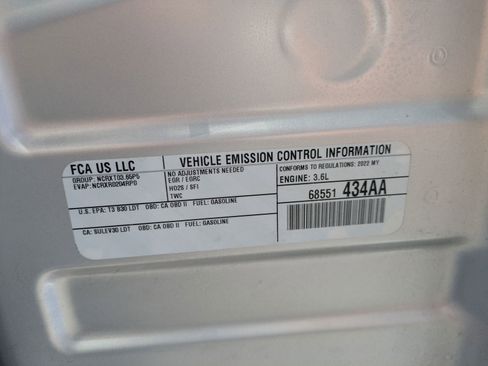 FCA US LLC
VEHICLE EMISSION CONTROL INFORMATION
GROUP: NCRXT03.65P0
EVAP: NCRXR0204RP0
NO ADJUSTMENTS NEEDED
EGR / EGRC
HO2S / SFI
TWC
CONFORMS TO REGULATIONS: 2022 MY
ENGINE: 3.6L
68551 434AA
U.S. EPA: T3 B30 LDT OBD: CA OBD II FUEL: GASOLINE
CA: SULEV30 LDT OBD: CA OBD II FUEL: GASOLINE